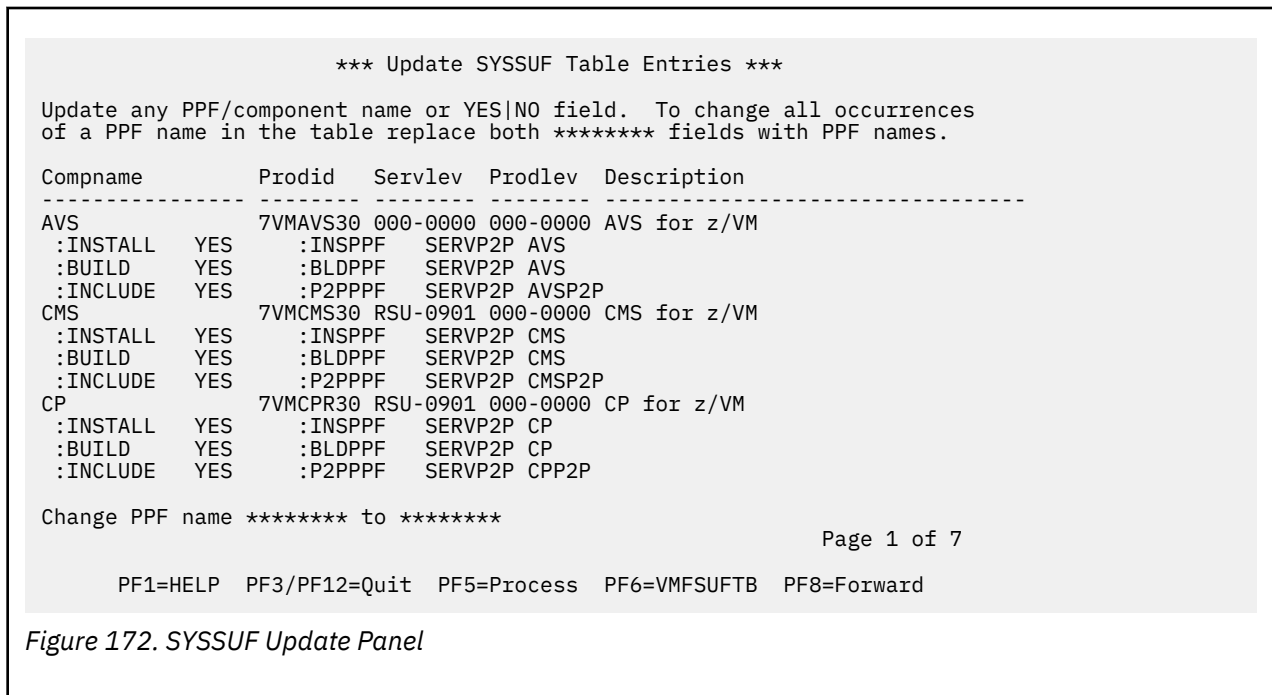 *** Update SYSSUF Table Entries ***
Update any PPF/component name or YES|NO field.  To change all occurrences
of a PPF name in the table replace both ******** fields with PPF names.
Compname         Prodid   Servlev  Prodlev  Description
---------------- -------- -------- -------- ---------------------------------
AVS              7VMAVS30 000-0000 000-0000 AVS for z/VM
 :INSTALL   YES     :INSPPF   SERVP2P AVS
 :BUILD     YES     :BLDPPF   SERVP2P AVS
 :INCLUDE   YES     :P2PPPF   SERVP2P AVSP2P
CMS              7VMCMS30 RSU-0901 000-0000 CMS for z/VM
 :INSTALL   YES     :INSPPF   SERVP2P CMS
 :BUILD     YES     :BLDPPF   SERVP2P CMS
 :INCLUDE   YES     :P2PPPF   SERVP2P CMSP2P
CP               7VMCPR30 RSU-0901 000-0000 CP for z/VM
 :INSTALL   YES     :INSPPF   SERVP2P CP
 :BUILD     YES     :BLDPPF   SERVP2P CP
 :INCLUDE   YES     :P2PPPF   SERVP2P CPP2P
Change PPF name ******** to ********
Page 1 of 7
PF1=HELP  PF3/PF12=Quit  PF5=Process  PF6=VMFSUFTB  PF8=Forward
Figure 172. SYSSUF Update Panel